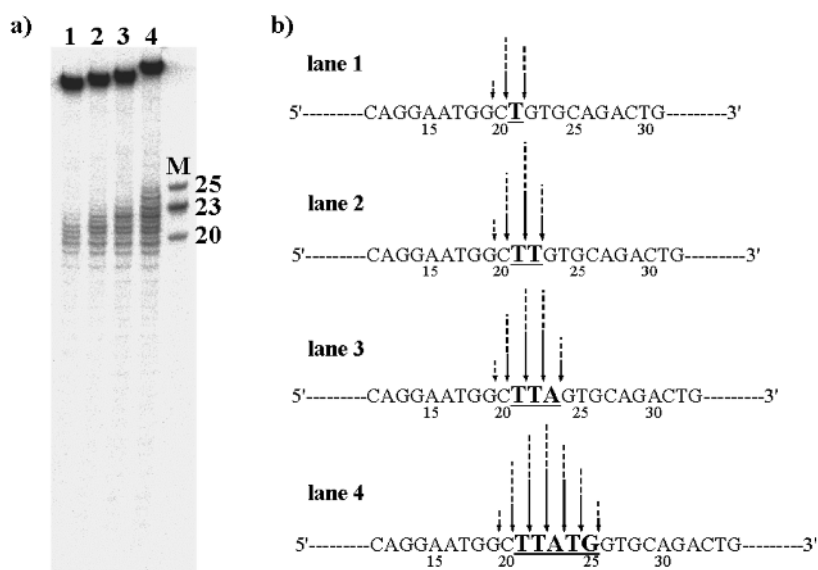 a)
1 2 3 4
M
25
23
20
b)
lane 1
5'---------CAGGAATGGCTGTGCAGACTG--------3'
15 20 25 30
lane 2
5'---------CAGGAATGGCTTGTGCAGACTG--------3'
15 20 25 30
lane 3
5'---------CAGGAATGGCTTAGTGCAGACTG--------3'
15 20 25 30
lane 4
5'---------CAGGAATGGCTTATGGTGCAGACTG--------3'
15 20 25 30